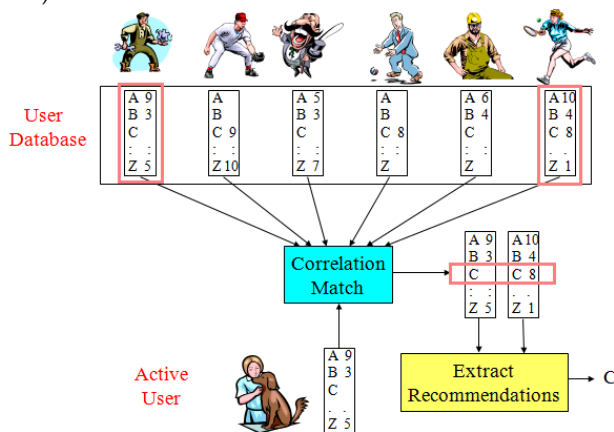 User
Database
A 9
B 3
C
: :
Z 5
A
B
C 9
: :
Z 10
A 5
B 3
C
: :
Z 7
A
B
C 8
: :
Z
A 6
B 4
C
: :
Z
A 10
B 4
C 8
: :
Z 1
Correlation
Match
A 9
B 3
C
: :
Z 5
A 10
B 4
C 8
. .
Z 1
Active
User
A 9
B 3
C
. .
Z 5
Extract
Recommendations
C